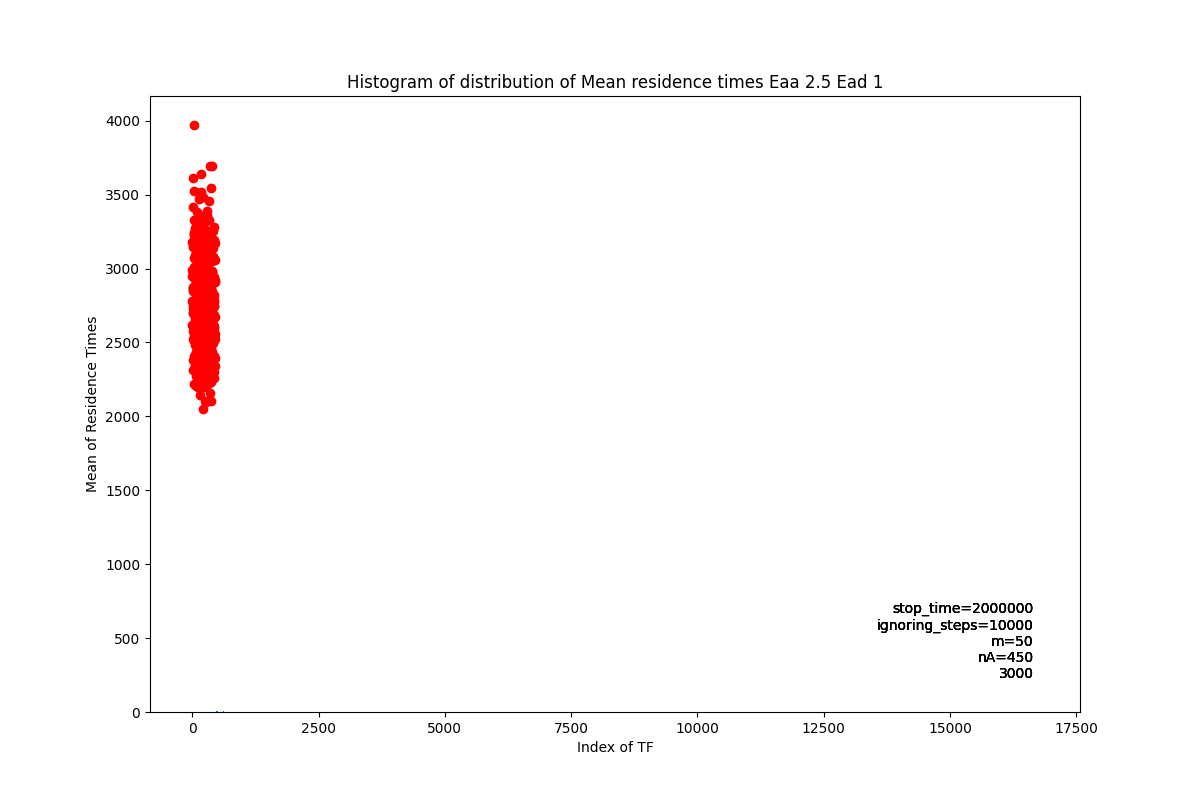 Histogram of distribution of Mean residence times Eaa 2.5 Ead 1
4000
3500
3000
2500
2000
1500
1000
500
0
Mean of Residence Times
stop_time=2000000
ignoring_steps=10000
m=50
nA=450
3000
0 2500 5000 7500 10000 12500 15000 17500
Index of TF